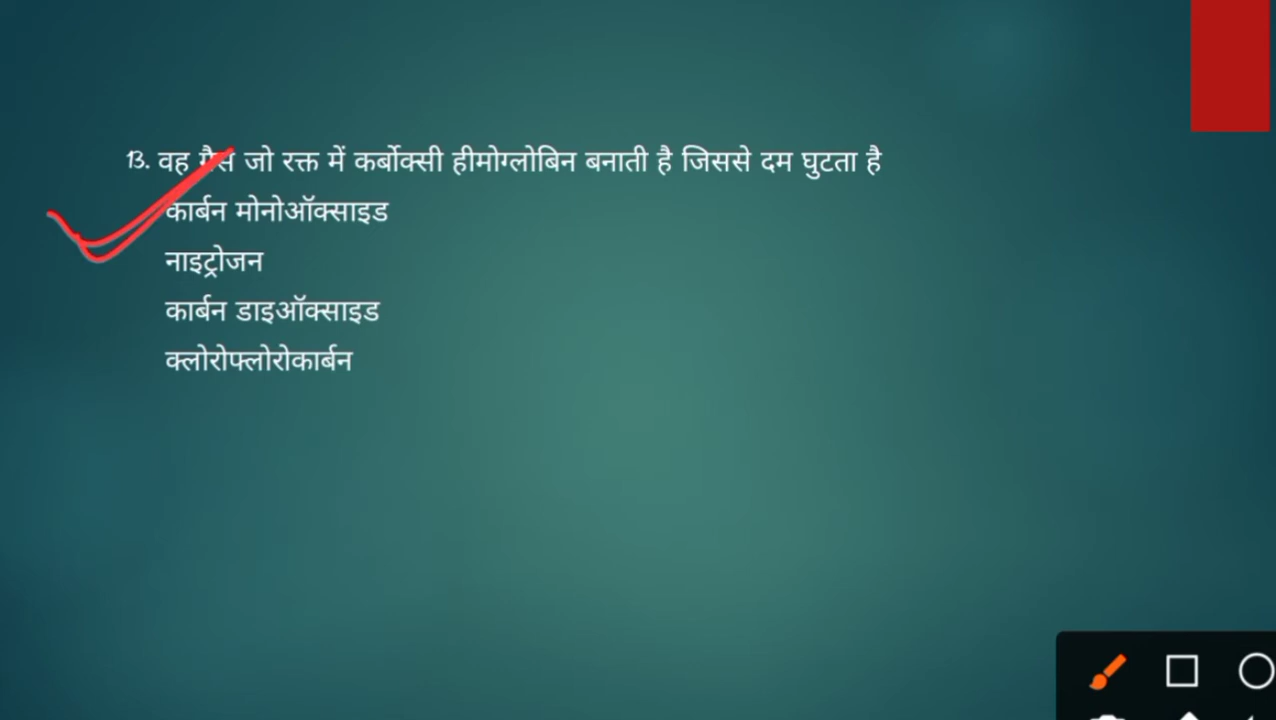 13. वह गैस जो रक्त में कर्बोक्सी हीमोग्लोबिन बनाती है जिससे दम घुटता है
कार्बन मोनोऑक्साइड
नाइट्रोजन
कार्बन डाइऑक्साइड
क्लोरोफ्लोरोकार्बन